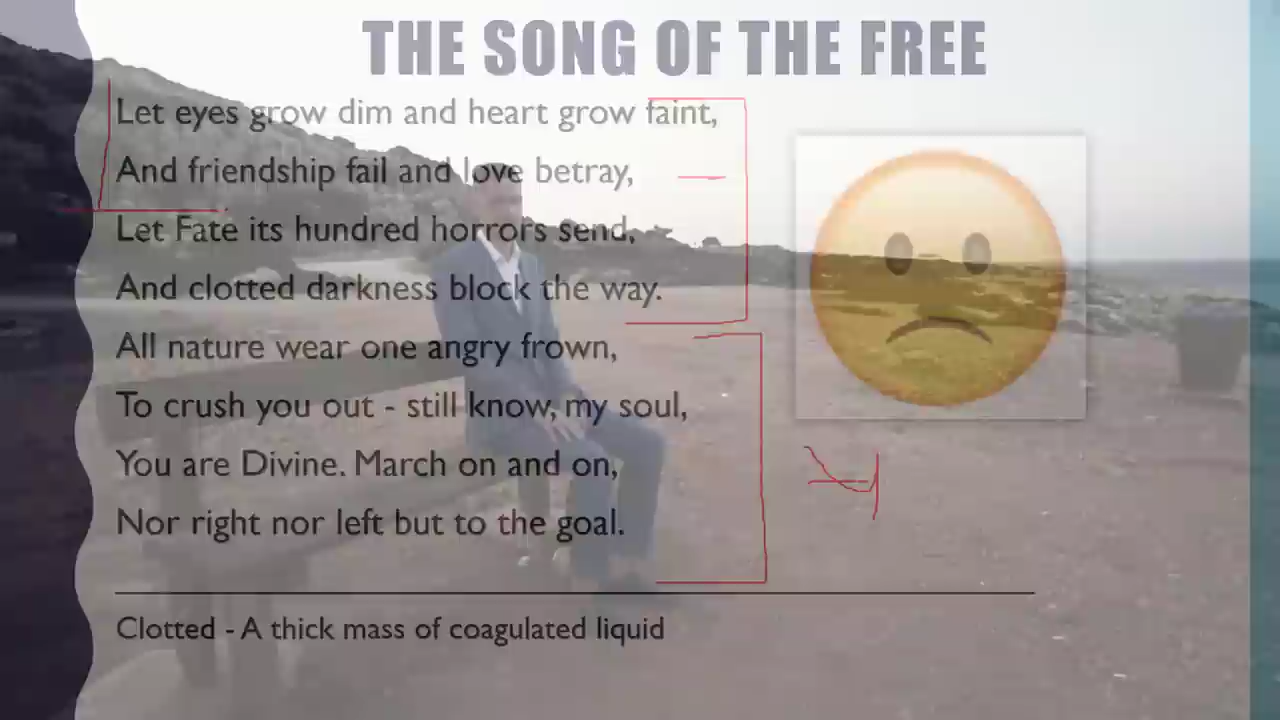 THE SONG OF THE FREE
Let eyes grow dim and heart grow faint,
And friendship fail and love betray,
Let Fate its hundred horrors send,
And clotted darkness block the way.
All nature wear one angry frown,
To crush you out - still know, my soul,
You are Divine. March on and on,
Nor right nor left but to the goal.
Clotted - A thick mass of coagulated liquid